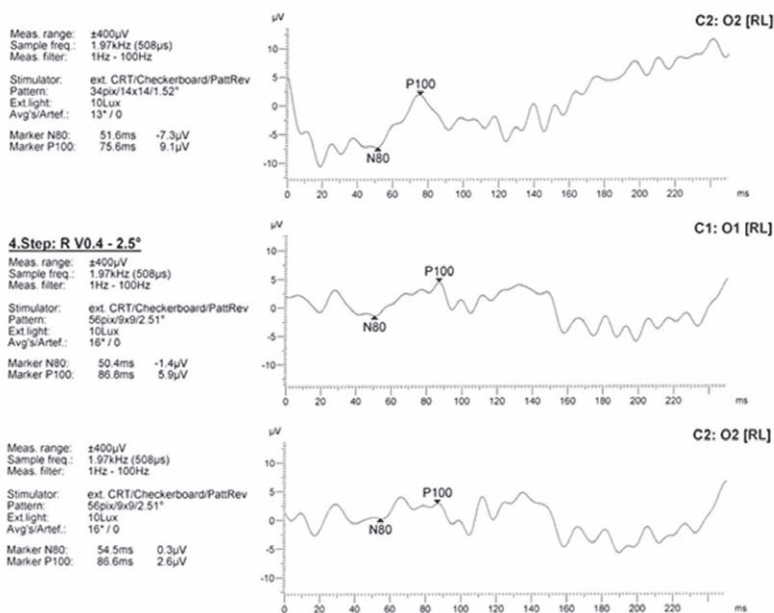 C2: O2 [RL]
Meas. range: ±400µV
Sample freq.: 1.97kHz (508µs)
Meas. filter: 1Hz - 100Hz
Stimulator: ext. CRT/Checkerboard/PattRev
Pattern: 34pix/14x14/1.52°
Ext.light: 10Lux
Avg's/Artef.: 13* / 0
Marker N80: 51.6ms -7.3µV
Marker P100: 75.6ms 9.1µV
µV
10
5
0
-5
-10
P100
N80
0 20 40 60 80 100 120 140 160 180 200 220 ms
C1: O1 [RL]
4.Step: R V0.4 - 2.5°
Meas. range: ±400µV
Sample freq.: 1.97kHz (508µs)
Meas. filter: 1Hz - 100Hz
Stimulator: ext. CRT/Checkerboard/PattRev
Pattern: 56pix/9x9/2.51°
Ext.light: 10Lux
Avg's/Artef.: 16* / 0
Marker N80: 50.4ms -1.4µV
Marker P100: 86.8ms 5.9µV
µV
10
5
0
-5
-10
P100
N80
0 20 40 60 80 100 120 140 160 180 200 220 ms
C2: O2 [RL]
Meas. range: ±400µV
Sample freq.: 1.97kHz (508µs)
Meas. filter: 1Hz - 100Hz
Stimulator: ext. CRT/Checkerboard/PattRev
Pattern: 56pix/9x9/2.51°
Ext.light: 10Lux
Avg's/Artef.: 16* / 0
Marker N80: 54.5ms 0.3µV
Marker P100: 86.6ms 2.6µV
µV
10
5
0
-5
-10
P100
N80
0 20 40 60 80 100 120 140 160 180 200 220 ms